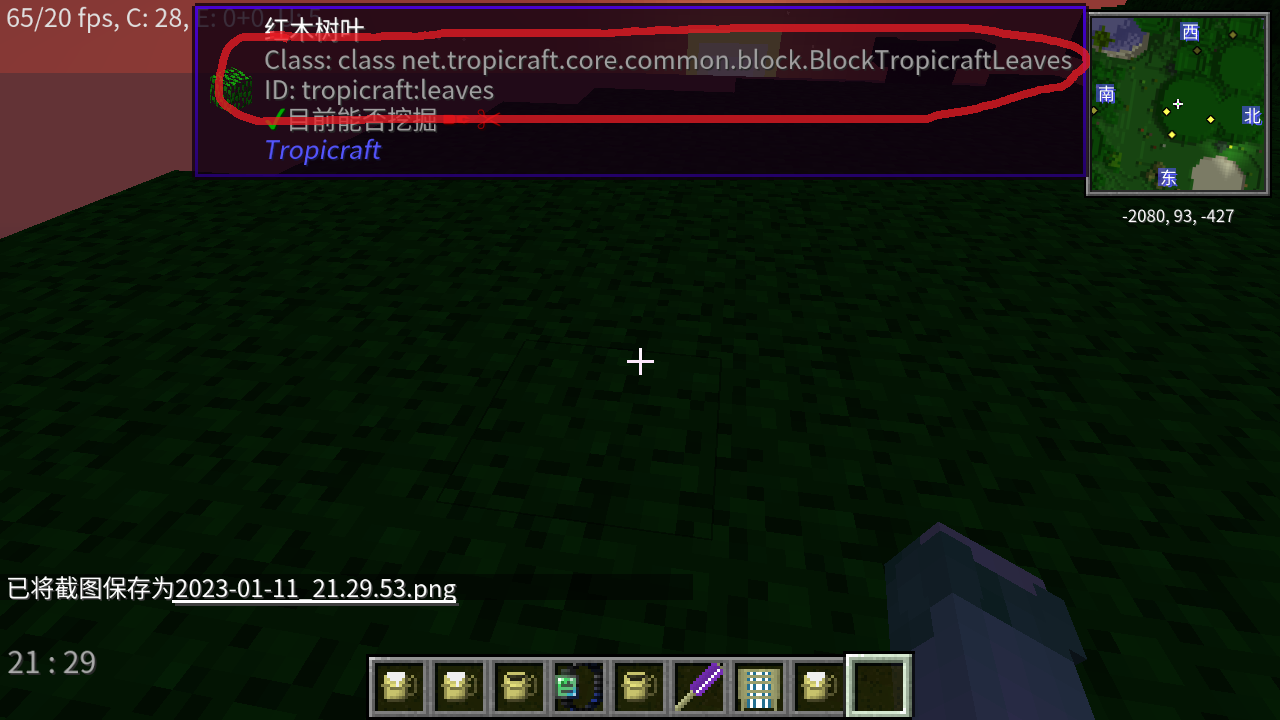 65/20 fps, C: 28, E: 0+0, U: 5
红木树叶
Class: class net.tropicraft.core.common.block.BlockTropicraftLeaves
ID: tropicraft:leaves
✓目前能否挖掘
Tropicraft
西
南
北
东
-2080, 93, -427
已将截图保存为2023-01-11_21.29.53.png
21 : 29